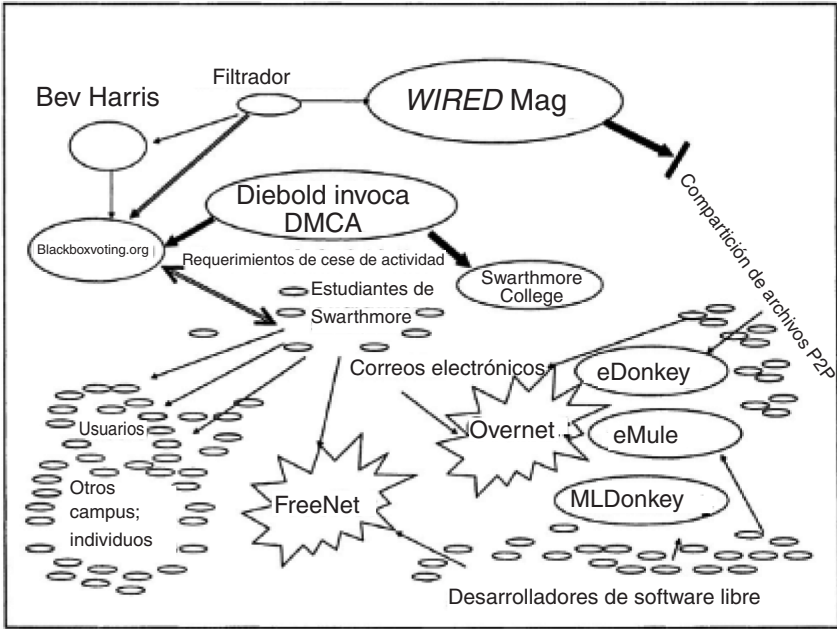 Filtrador
Bev Harris
WIRED Mag
Diebold invoca
DMCA
Blackboxvoting.org
Requerimientos de cese de actividad
Swarthmore
College
Compartición de archivos P2P
Estudiantes de
Swarthmore
Correos electrónicos
eDonkey
Overnet
eMule
Usuarios
MLDonkey
Otros
campus;
individuos
FreeNet
Desarrolladores de software libre